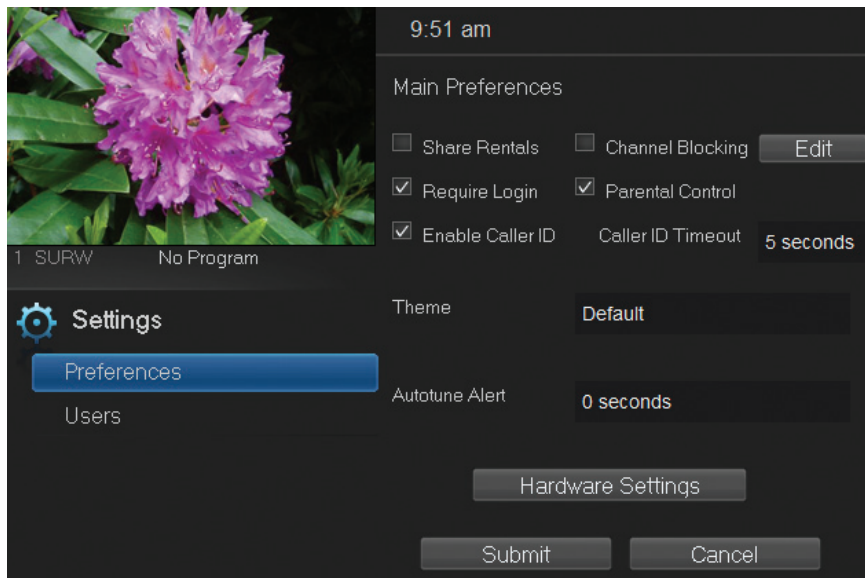 9:51 am
Main Preferences
Share Rentals Channel Blocking Edit
Require Login Parental Control
Enable Caller ID Caller ID Timeout 5 seconds
1 SURW No Program
Settings
Preferences
Users
Theme Default
Autotune Alert 0 seconds
Hardware Settings
Submit Cancel